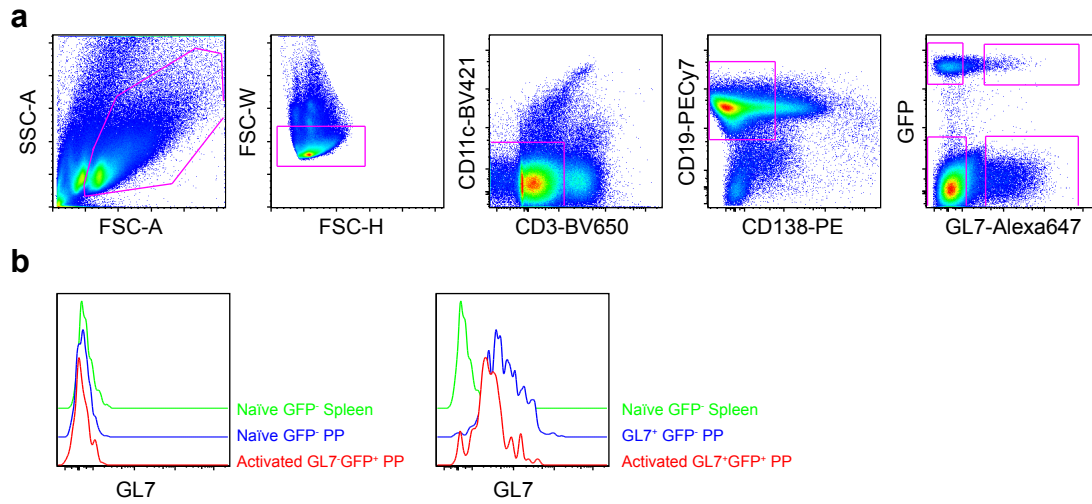 a
SSC-A
FSC-A
FSC-W
FSC-H
CD11c-BV421
CD3-BV650
CD19-PECy7
CD138-PE
GFP
GL7-Alexa647
b
Naïve GFP⁻ Spleen
Naïve GFP⁻ PP
Activated GL7⁻GFP⁺ PP
GL7
Naïve GFP⁻ Spleen
GL7⁺ GFP⁻ PP
Activated GL7⁺GFP⁺ PP
GL7